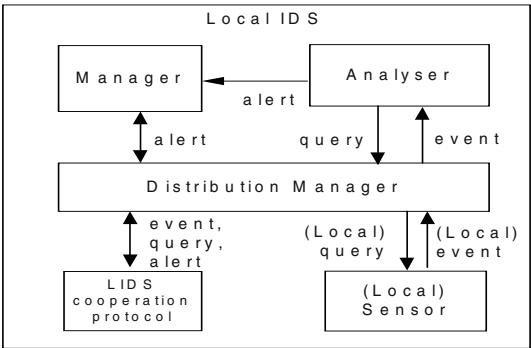 Local IDS
Manager
Analyser
alert
alert
query
event
Distribution Manager
event,
query,
alert
(Local)
query
(Local)
event
LIDS
cooperation
protocol
(Local)
Sensor